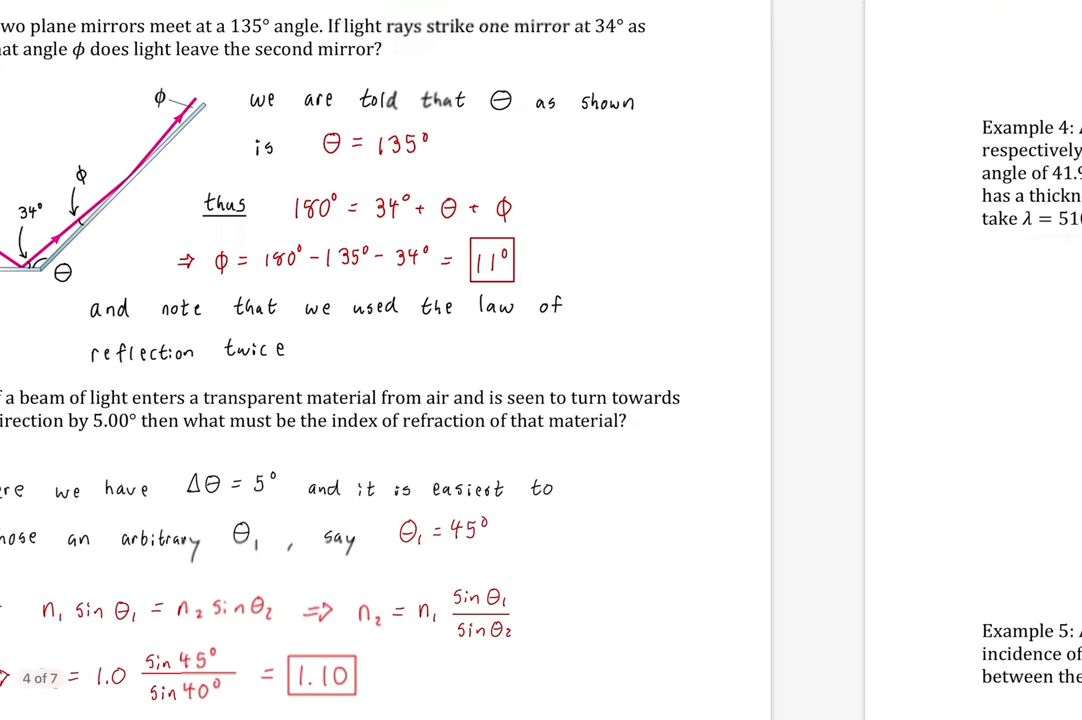 wo plane mirrors meet at a 135° angle. If light rays strike one mirror at 34° as
at angle ϕ does light leave the second mirror?
ϕ
we are told that θ as shown
is θ = 135°
ϕ
34°
thus 180° = 34° + θ + ϕ
⇒ ϕ = 180° - 135° - 34° = 11°
θ
and note that we used the law of
reflection twice
f a beam of light enters a transparent material from air and is seen to turn towards
irection by 5.00° then what must be the index of refraction of that material?
re we have Δθ = 5° and it is easiest to
hose an arbitrary θ₁, say θ₁ = 45°
n₁ sin θ₁ = n₂ sin θ₂ ⇒ n₂ = n₁ sin θ₁ / sin θ₂
4 of 7 = 1.0 sin 45° / sin 40° = 1.10
Example 4:
respectively
angle of 41.9
has a thickn
take λ = 510
Example 5:
incidence of
between the